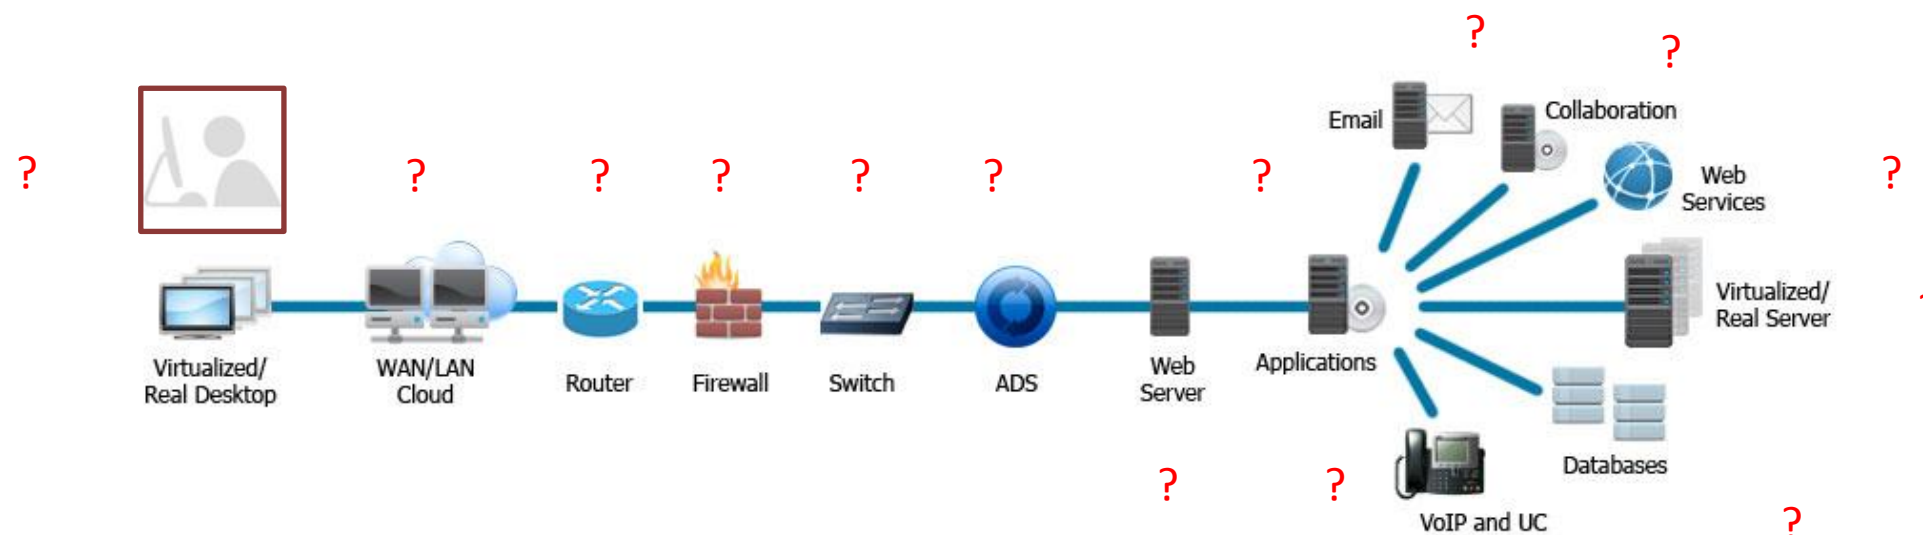 ?
?
Email
Collaboration
?
?
?
?
?
?
?
?
Web
Services
Virtualized/
Real Server
Virtualized/
Real Desktop
WAN/LAN
Cloud
Router
Firewall
Switch
ADS
Web
Server
Applications
Databases
?
?
VoIP and UC
?